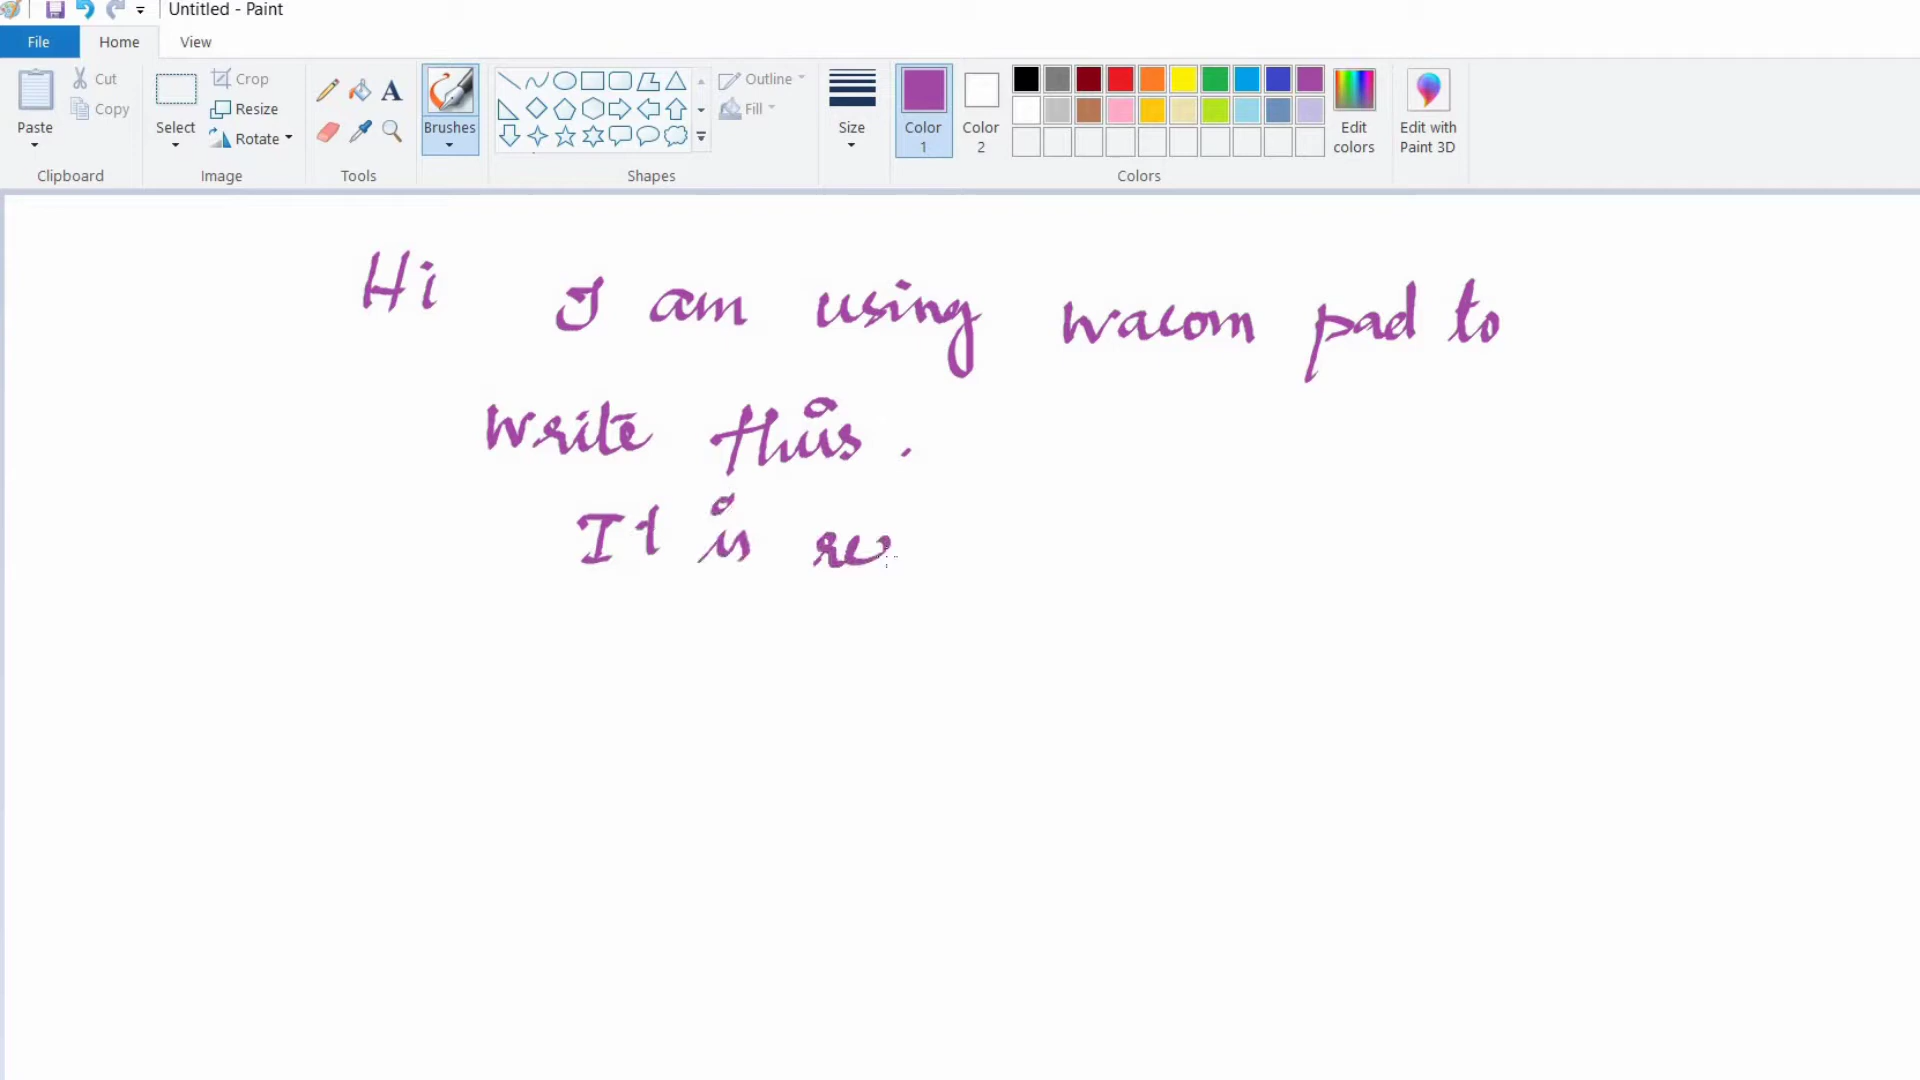 Untitled - Paint
File Home View
Paste Cut Copy Select Crop Resize Rotate Brushes Outline Fill Size Color 1 Color 2 Edit colors Edit with Paint 3D
Clipboard Image Tools Shapes Colors
Hi I am using wacom pad to
write this .
It is re